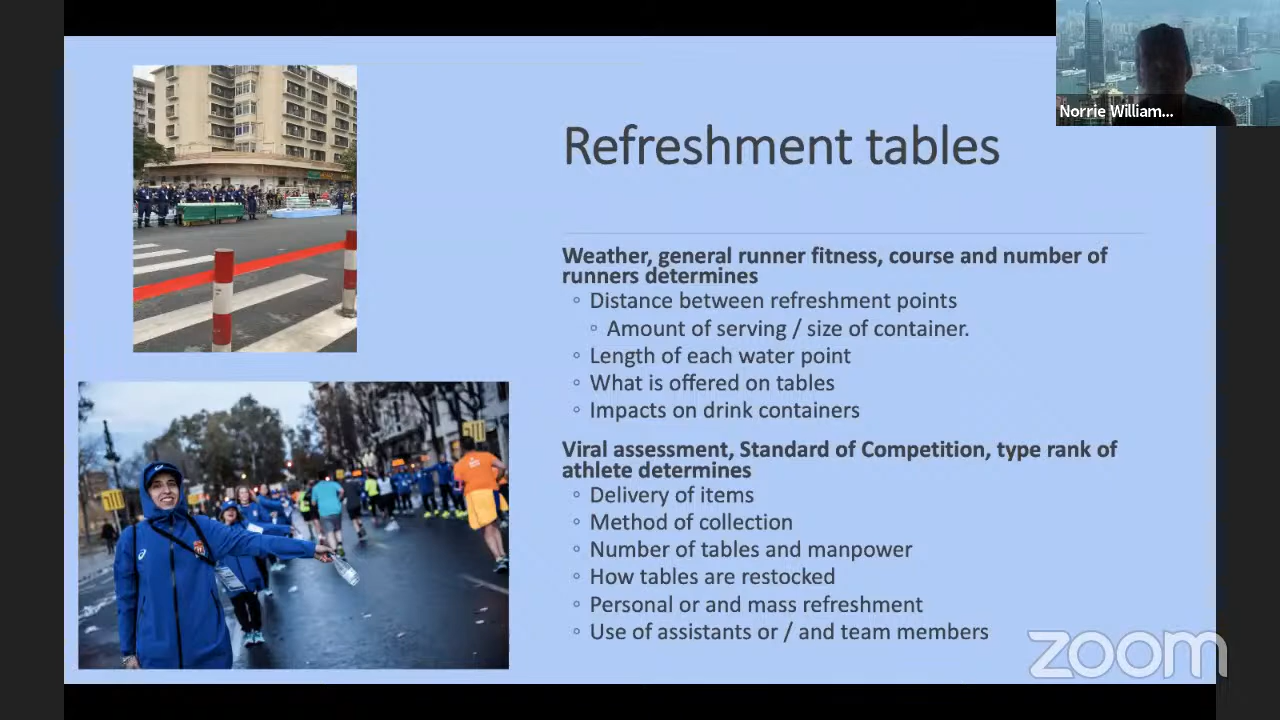 Norrie William...
Refreshment tables
Weather, general runner fitness, course and number of
runners determines
◦ Distance between refreshment points
◦ Amount of serving / size of container.
◦ Length of each water point
◦ What is offered on tables
◦ Impacts on drink containers
Viral assessment, Standard of Competition, type rank of
athlete determines
◦ Delivery of items
◦ Method of collection
◦ Number of tables and manpower
◦ How tables are restocked
◦ Personal or and mass refreshment
◦ Use of assistants or / and team members
zoom